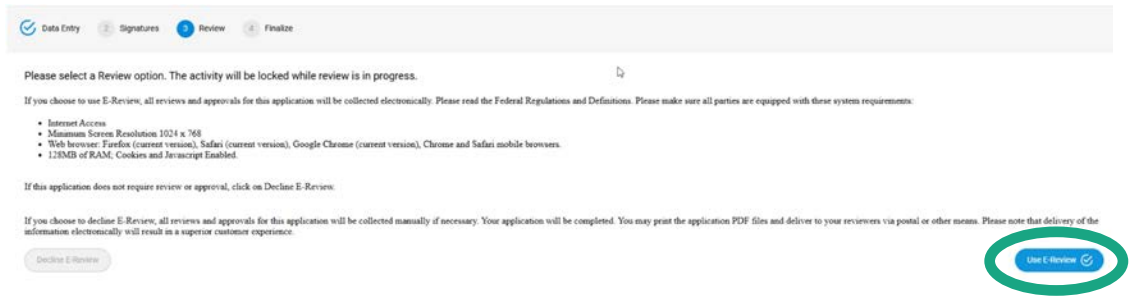 Data Entry 2 Signatures 3 Review 4 Finalize
Please select a Review option. The activity will be locked while review is in progress.
If you choose to use E-Review, all reviews and approvals for this application will be collected electronically. Please read the Federal Regulations and Definitions. Please make sure all parties are equipped with these system requirements:
• Internet Access
• Minimum Screen Resolution 1024 x 768
• Web browser: Firefox (current version), Safari (current version), Google Chrome (current version), Chrome and Safari mobile browsers.
• 128MB of RAM; Cookies and Javascript Enabled.
If this application does not require review or approval, click on Decline E-Review.
If you choose to decline E-Review, all reviews and approvals for this application will be collected manually if necessary. Your application will be completed. You may print the application PDF files and deliver to your reviewers via postal or other means. Please note that delivery of the
information electronically will result in a superior customer experience.
Decline E-Review Use E-Review